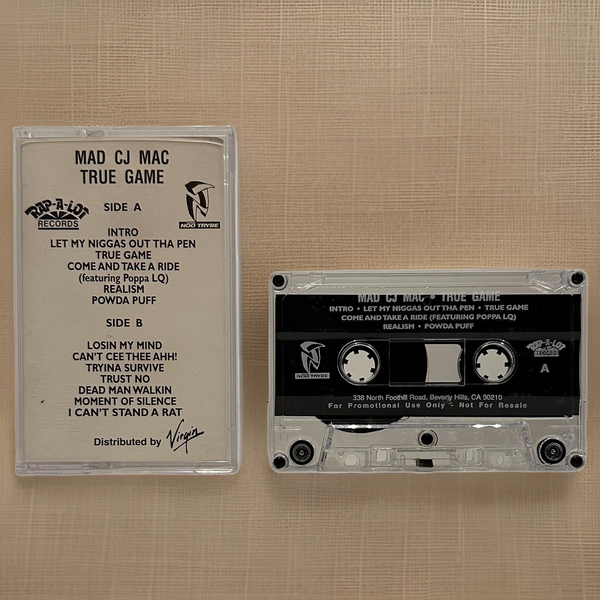 MAD CJ MAC
TRUE GAME
RAP-A-LOT
RECORDS
SIDE A
NOO TRYBE
INTRO
LET MY NIGGAS OUT THA PEN
TRUE GAME
COME AND TAKE A RIDE
(featuring Poppa LQ)
REALISM
POWDA PUFF
SIDE B
LOSIN MY MIND
CAN'T CEE THEE AHH!
TRYINA SURVIVE
TRUST NO
DEAD MAN WALKIN
MOMENT OF SILENCE
I CAN'T STAND A RAT
Distributed by Virgin
MAD CJ MAC • TRUE GAME
INTRO • LET MY NIGGAS OUT THA PEN • TRUE GAME
COME AND TAKE A RIDE (FEATURING POPPA LQ)
REALISM • POWDA PUFF
NOO TRYBE
RAP-A-LOT
RECORDS
A
338 North Foothill Road, Beverly Hills, CA 90210
For Promotional Use Only - Not For Resale